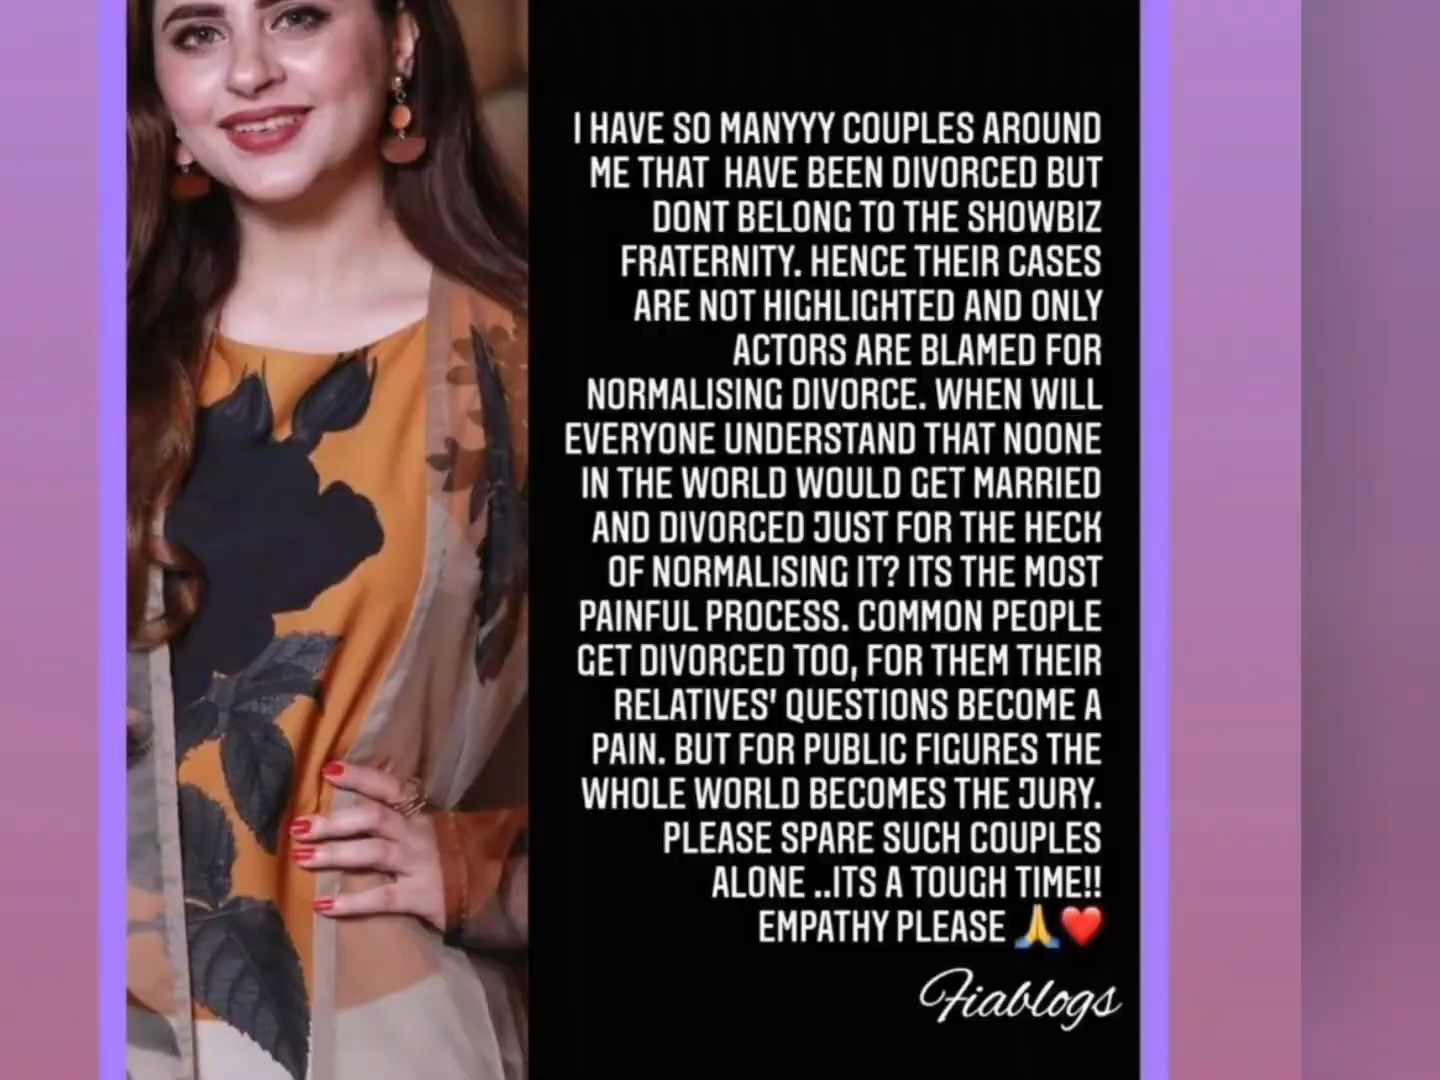 I HAVE SO MANYYY COUPLES AROUND
ME THAT HAVE BEEN DIVORCED BUT
DONT BELONG TO THE SHOWBIZ
FRATERNITY. HENCE THEIR CASES
ARE NOT HIGHLIGHTED AND ONLY
ACTORS ARE BLAMED FOR
NORMALISING DIVORCE. WHEN WILL
EVERYONE UNDERSTAND THAT NOONE
IN THE WORLD WOULD GET MARRIED
AND DIVORCED JUST FOR THE HECK
OF NORMALISING IT? ITS THE MOST
PAINFUL PROCESS. COMMON PEOPLE
GET DIVORCED TOO, FOR THEM THEIR
RELATIVES' QUESTIONS BECOME A
PAIN. BUT FOR PUBLIC FIGURES THE
WHOLE WORLD BECOMES THE JURY.
PLEASE SPARE SUCH COUPLES
ALONE ..ITS A TOUGH TIME!!
EMPATHY PLEASE 🙏❤️
Fiablogs